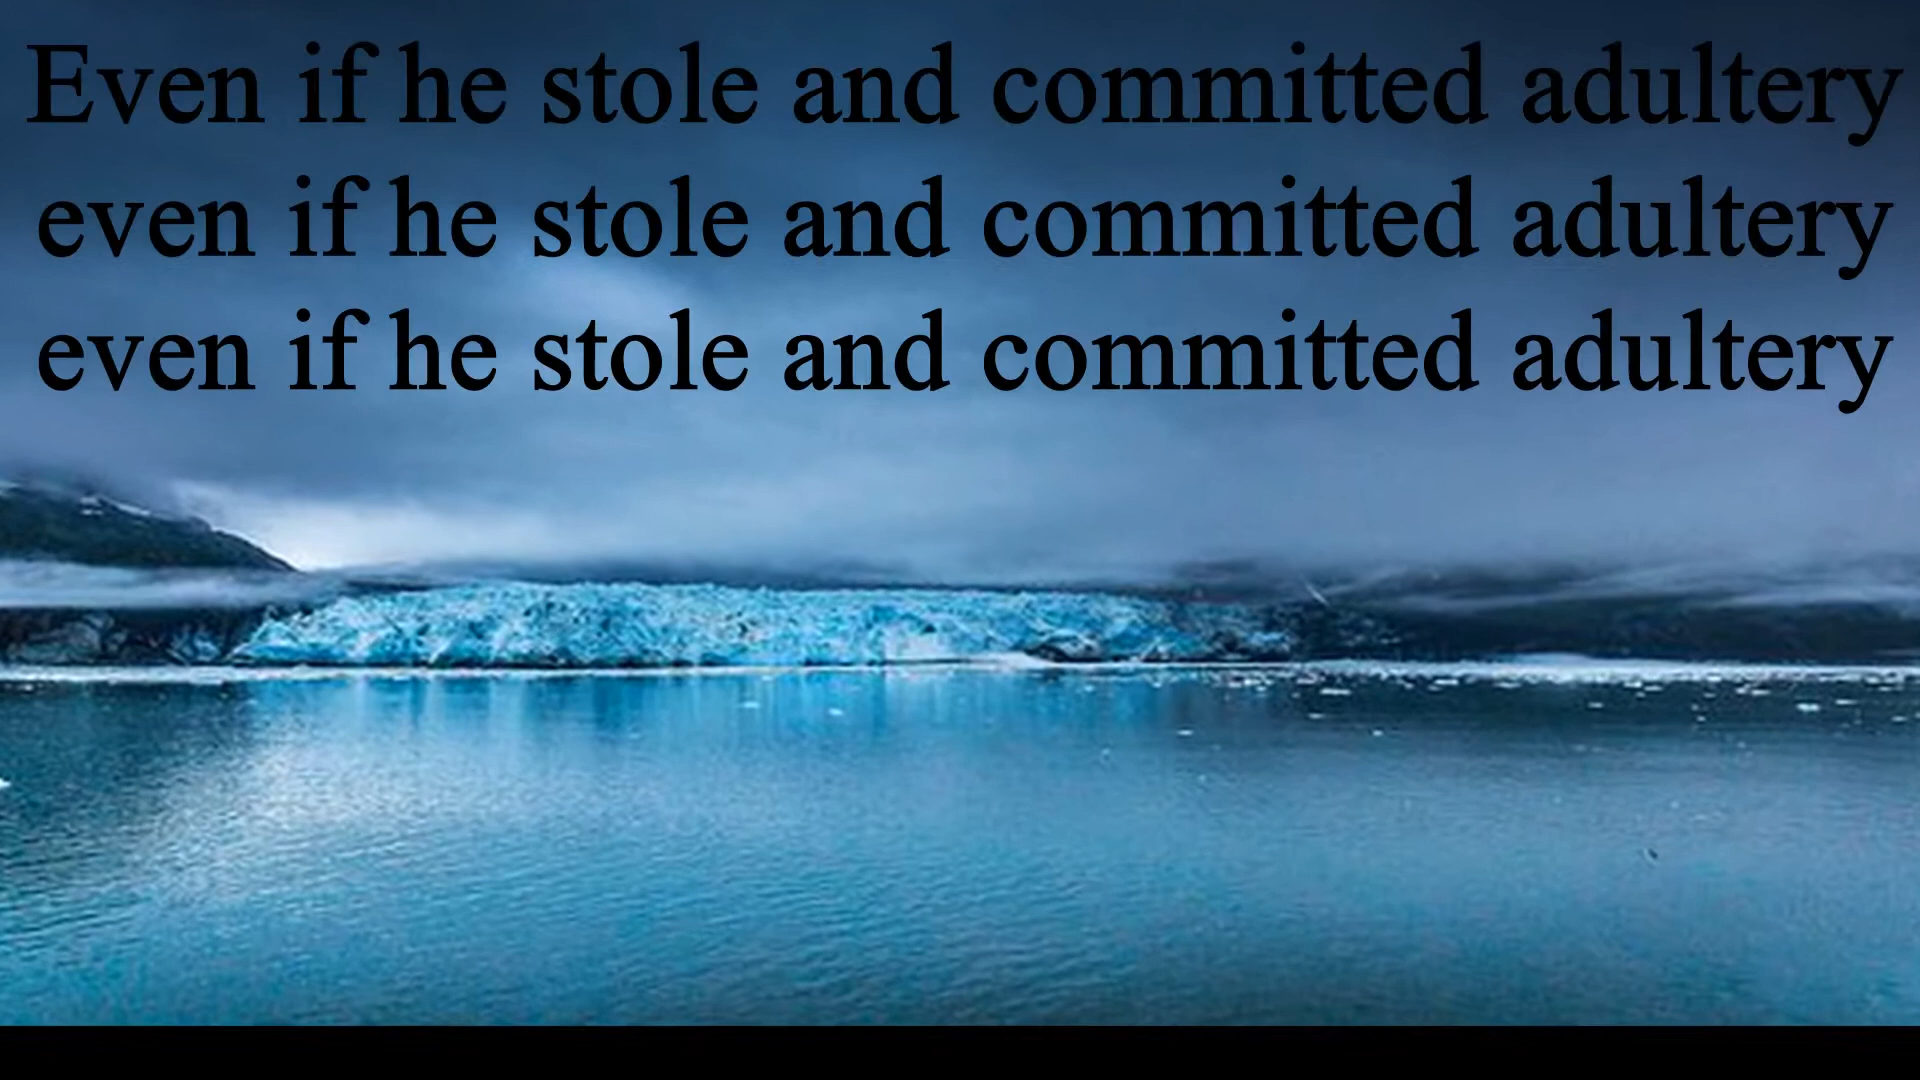 Even if he stole and committed adultery
even if he stole and committed adultery
even if he stole and committed adultery